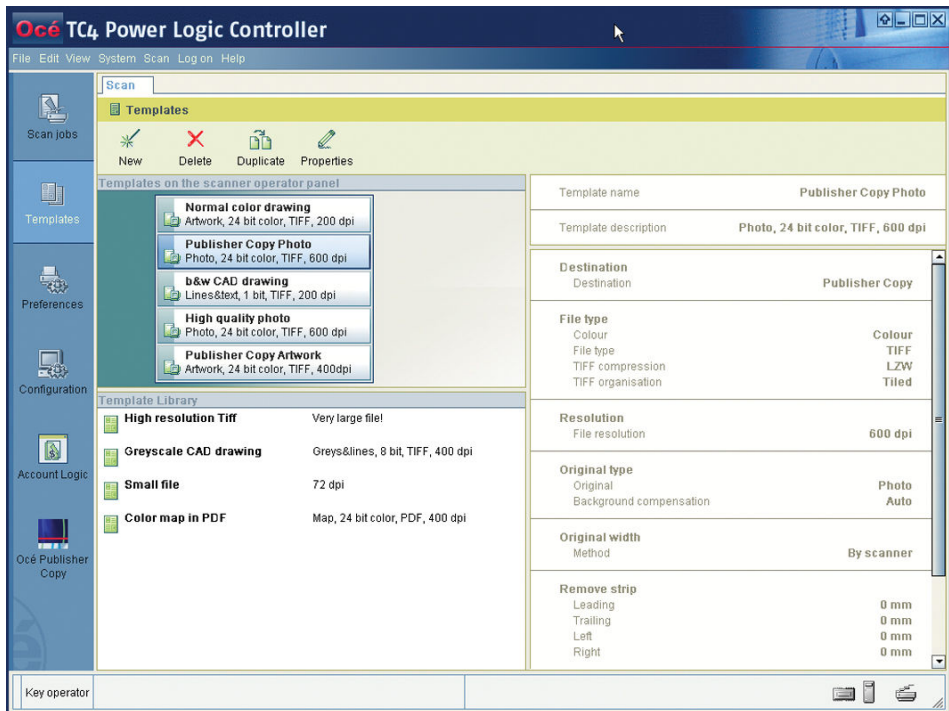 Océ TC4 Power Logic Controller
File Edit View System Scan Log on Help
Scan jobs
Templates
Preferences
Configuration
Account Logic
Océ Publisher
Copy
Scan
Templates
New Delete Duplicate Properties
Templates on the scanner operator panel
Normal color drawing
Artwork, 24 bit color, TIFF, 200 dpi
Publisher Copy Photo
Photo, 24 bit color, TIFF, 600 dpi
b&w CAD drawing
Lines&text, 1 bit, TIFF, 200 dpi
High quality photo
Photo, 24 bit color, TIFF, 600 dpi
Publisher Copy Artwork
Artwork, 24 bit color, TIFF, 400dpi
Template Library
High resolution Tiff Very large file!
Greyscale CAD drawing Greys&lines, 8 bit, TIFF, 400 dpi
Small file 72 dpi
Color map in PDF Map, 24 bit color, PDF, 400 dpi
Template name Publisher Copy Photo
Template description Photo, 24 bit color, TIFF, 600 dpi
Destination
Destination Publisher Copy
File type
Colour Colour
File type TIFF
TIFF compression LZW
TIFF organisation Tiled
Resolution
File resolution 600 dpi
Original type
Original Photo
Background compensation Auto
Original width
Method By scanner
Remove strip
Leading 0 mm
Trailing 0 mm
Left 0 mm
Right 0 mm
Key operator